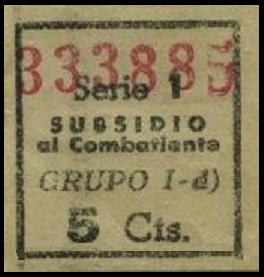 333885
Serie 1
SUBSIDIO
al Combatiente
GRUPO I-d)
5 Cts.